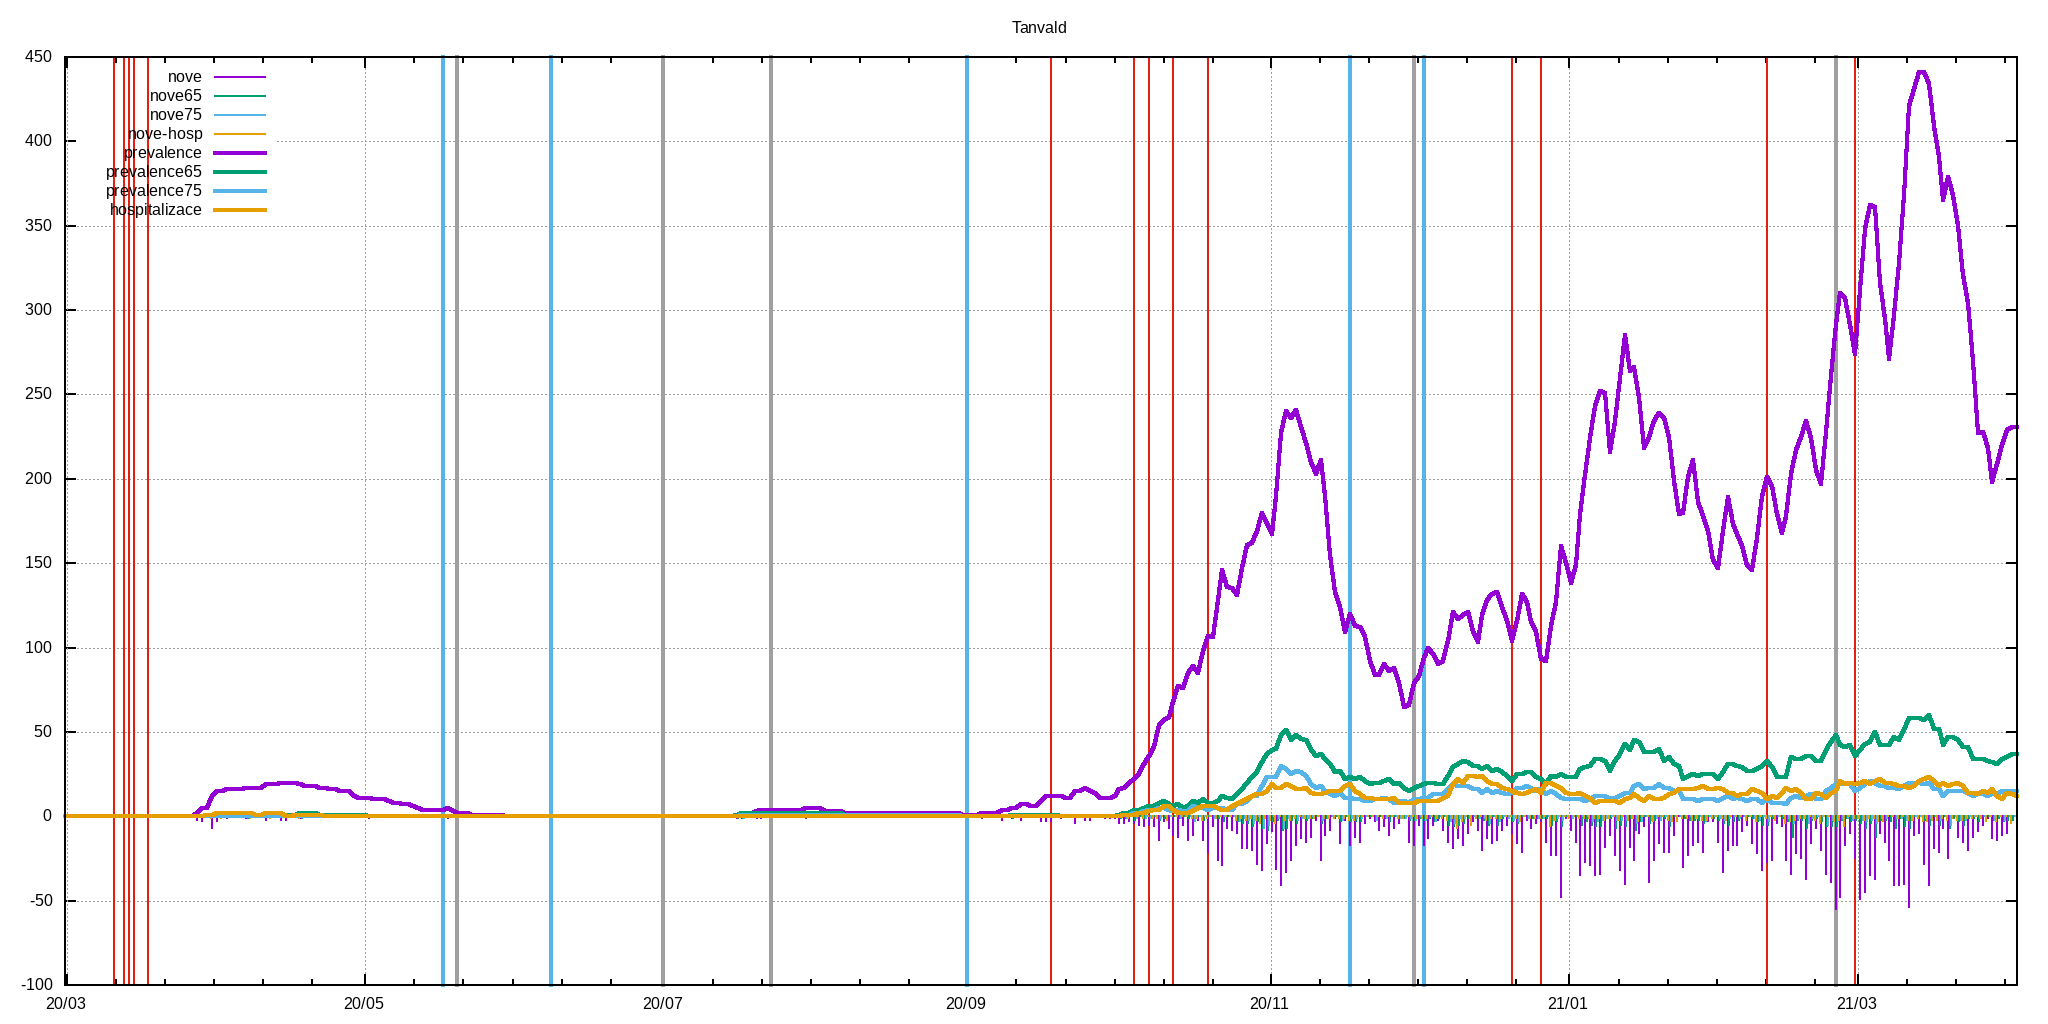 Tanvald
450
400
350
300
250
200
150
100
50
0
-50
-100
nove
nove65
nove75
nove-hosp
prevalence
prevalence65
prevalence75
hospitalizace
20/03 20/05 20/07 20/09 20/11 21/01 21/03